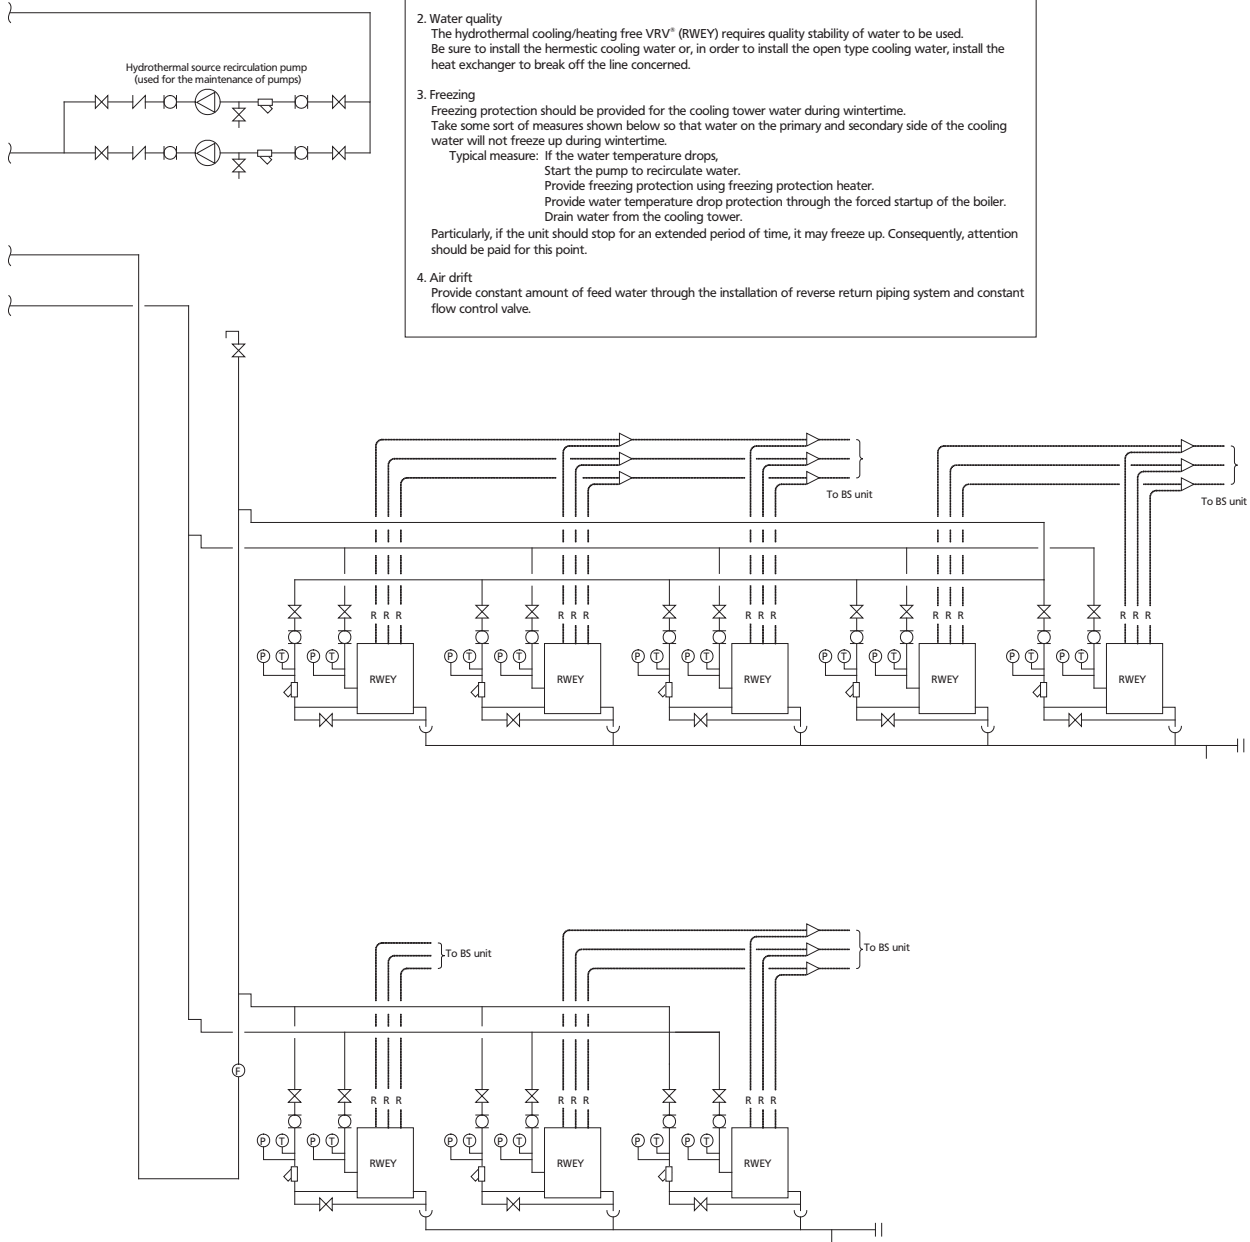 2. Water quality
The hydrothermal cooling/heating free VRV® (RWEY) requires quality stability of water to be used.
Be sure to install the hermestic cooling water or, in order to install the open type cooling water, install the
heat exchanger to break off the line concerned.
Hydrothermal source recirculation pump
(used for the maintenance of pumps)
3. Freezing
Freezing protection should be provided for the cooling tower water during wintertime.
Take some sort of measures shown below so that water on the primary and secondary side of the cooling
water will not freeze up during wintertime.
Typical measure: If the water temperature drops,
Start the pump to recirculate water.
Provide freezing protection using freezing protection heater.
Provide water temperature drop protection through the forced startup of the boiler.
Drain water from the cooling tower.
Particularly, if the unit should stop for an extended period of time, it may freeze up. Consequently, attention
should be paid for this point.
4. Air drift
Provide constant amount of feed water through the installation of reverse return piping system and constant
flow control valve.
To BS unit
To BS unit
R R R R R R R R R R R R R R R
P T P T P T P T P T P T P T P T P T P T
RWEY RWEY RWEY RWEY RWEY
To BS unit
To BS unit
F
R R R R R R R R R
P T P T P T P T P T P T
RWEY RWEY RWEY